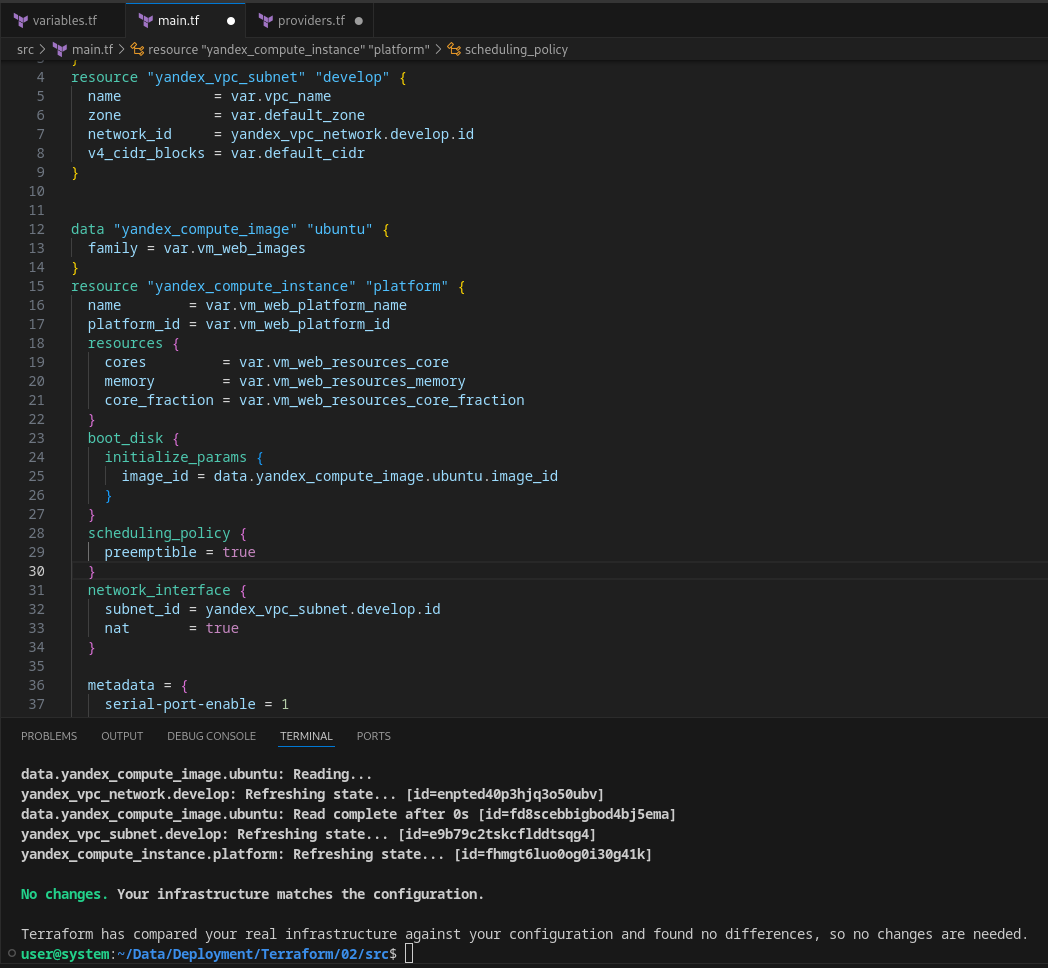 variables.tf main.tf providers.tf
src > main.tf > resource "yandex_compute_instance" "platform" > scheduling_policy
3 }
4 resource "yandex_vpc_subnet" "develop" {
5   name           = var.vpc_name
6   zone           = var.default_zone
7   network_id     = yandex_vpc_network.develop.id
8   v4_cidr_blocks = var.default_cidr
9 }
10
11
12 data "yandex_compute_image" "ubuntu" {
13   family = var.vm_web_images
14 }
15 resource "yandex_compute_instance" "platform" {
16   name        = var.vm_web_platform_name
17   platform_id = var.vm_web_platform_id
18   resources {
19     cores         = var.vm_web_resources_core
20     memory        = var.vm_web_resources_memory
21     core_fraction = var.vm_web_resources_core_fraction
22   }
23   boot_disk {
24     initialize_params {
25       image_id = data.yandex_compute_image.ubuntu.image_id
26     }
27   }
28   scheduling_policy {
29     preemptible = true
30   }
31   network_interface {
32     subnet_id = yandex_vpc_subnet.develop.id
33     nat       = true
34   }
35
36   metadata = {
37     serial-port-enable = 1
PROBLEMS OUTPUT DEBUG CONSOLE TERMINAL PORTS
data.yandex_compute_image.ubuntu: Reading...
yandex_vpc_network.develop: Refreshing state... [id=enpted40p3hjq3o50ubv]
data.yandex_compute_image.ubuntu: Read complete after 0s [id=fd8scebbigbod4bj5ema]
yandex_vpc_subnet.develop: Refreshing state... [id=e9b79c2tskcflddtsqg4]
yandex_compute_instance.platform: Refreshing state... [id=fhmgt6luo0og0i30g41k]
No changes. Your infrastructure matches the configuration.
Terraform has compared your real infrastructure against your configuration and found no differences, so no changes are needed.
user@system:~/Data/Deployment/Terraform/02/src$